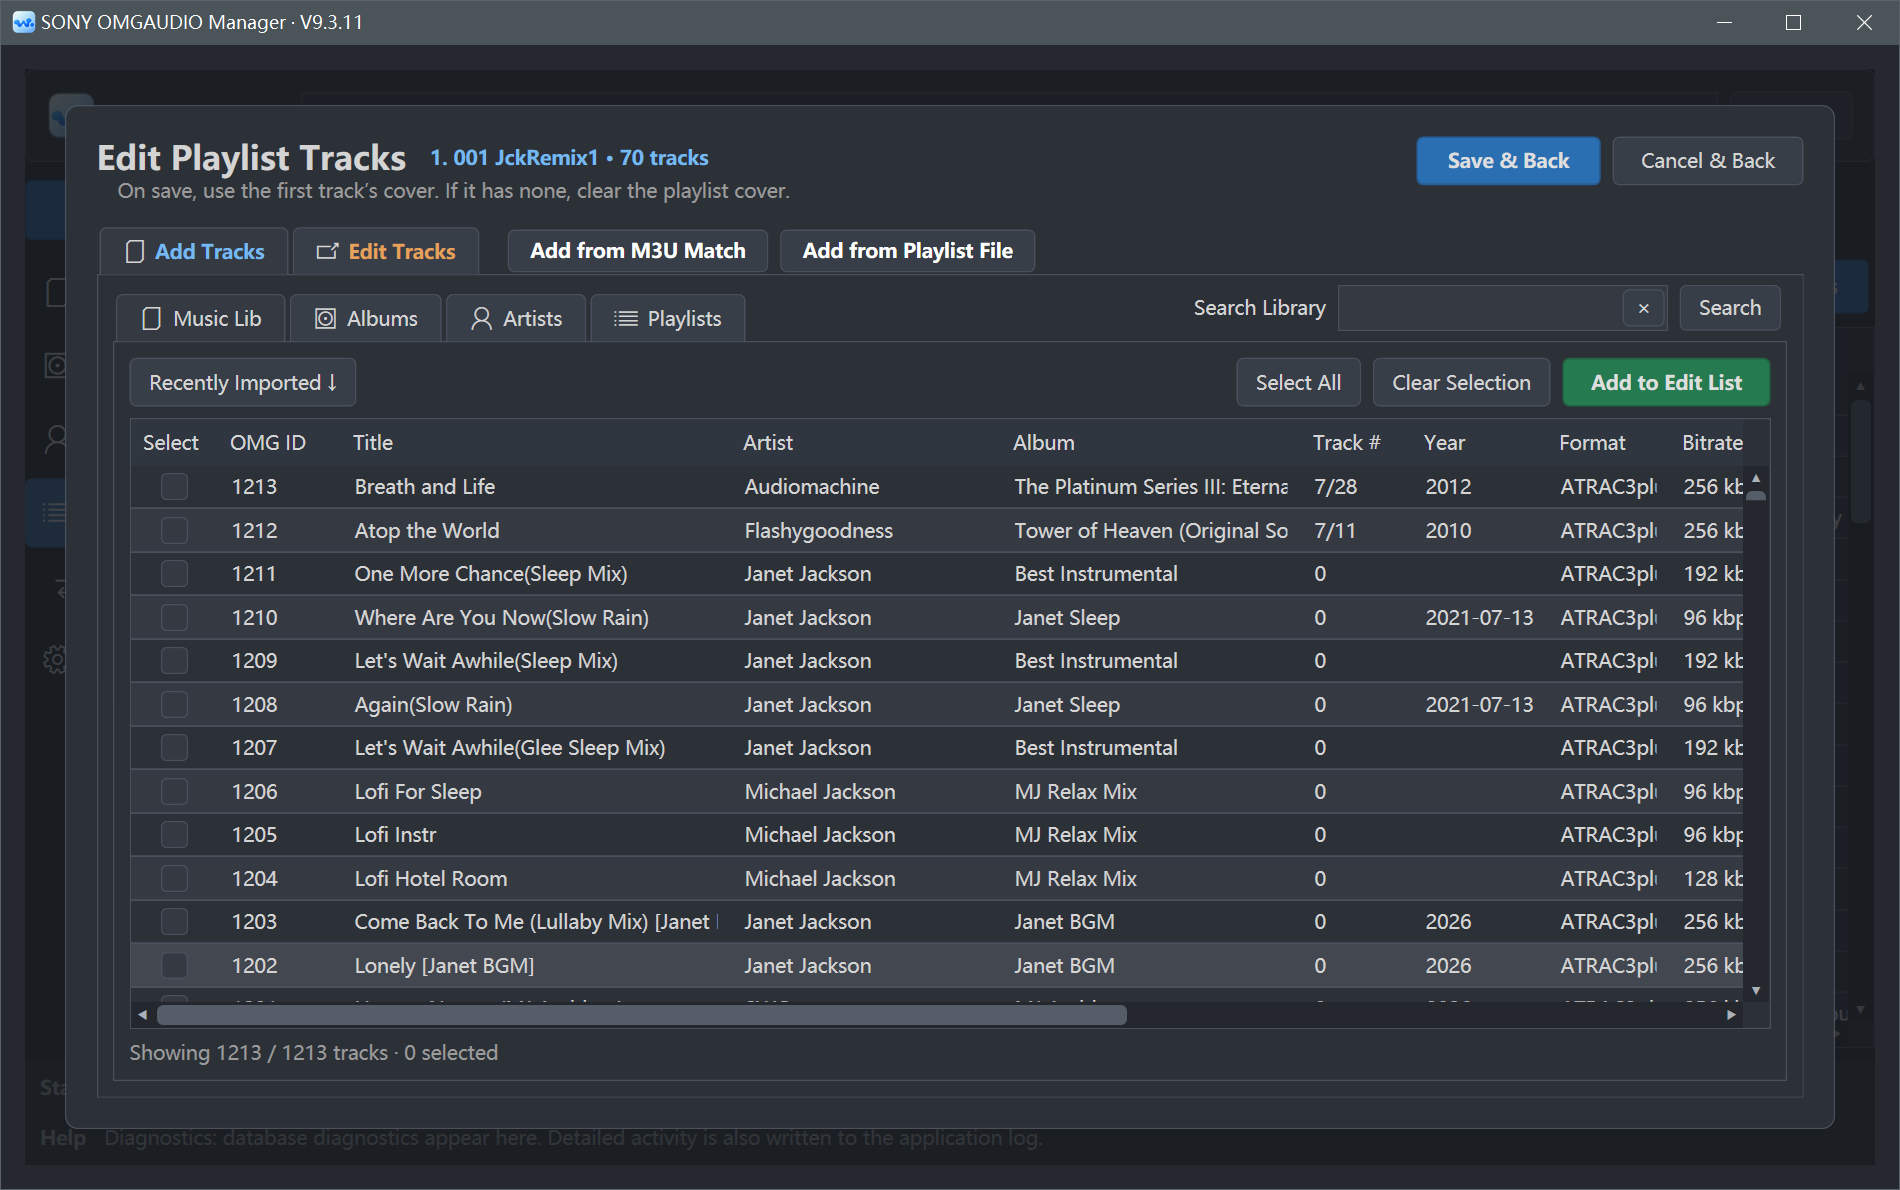 SONY OMGAUDIO Manager · V9.3.11
Edit Playlist Tracks 1. 001 JckRemix1 • 70 tracks
Save & Back Cancel & Back
On save, use the first track's cover. If it has none, clear the playlist cover.
Add Tracks Edit Tracks Add from M3U Match Add from Playlist File
Music Lib Albums Artists Playlists Search Library × Search
Recently Imported ↓ Select All Clear Selection Add to Edit List
Select OMG ID Title Artist Album Track # Year Format Bitrate
1213 Breath and Life Audiomachine The Platinum Series III: Eterna 7/28 2012 ATRAC3pl 256 kb
1212 Atop the World Flashygoodness Tower of Heaven (Original So 7/11 2010 ATRAC3pl 256 kb
1211 One More Chance(Sleep Mix) Janet Jackson Best Instrumental 0 ATRAC3pl 192 kb
1210 Where Are You Now(Slow Rain) Janet Jackson Janet Sleep 0 2021-07-13 ATRAC3pl 96 kbp
1209 Let's Wait Awhile(Sleep Mix) Janet Jackson Best Instrumental 0 ATRAC3pl 192 kb
1208 Again(Slow Rain) Janet Jackson Janet Sleep 0 2021-07-13 ATRAC3pl 96 kbp
1207 Let's Wait Awhile(Glee Sleep Mix) Janet Jackson Best Instrumental 0 ATRAC3pl 192 kb
1206 Lofi For Sleep Michael Jackson MJ Relax Mix 0 ATRAC3pl 96 kbp
1205 Lofi Instr Michael Jackson MJ Relax Mix 0 ATRAC3pl 96 kbp
1204 Lofi Hotel Room Michael Jackson MJ Relax Mix 0 ATRAC3pl 128 kb
1203 Come Back To Me (Lullaby Mix) [Janet Janet Jackson Janet BGM 0 2026 ATRAC3pl 256 kb
1202 Lonely [Janet BGM] Janet Jackson Janet BGM 0 2026 ATRAC3pl 256 kb
Showing 1213 / 1213 tracks · 0 selected
Sta
Help Diagnostics: database diagnostics appear here. Detailed activity is also written to the application log.